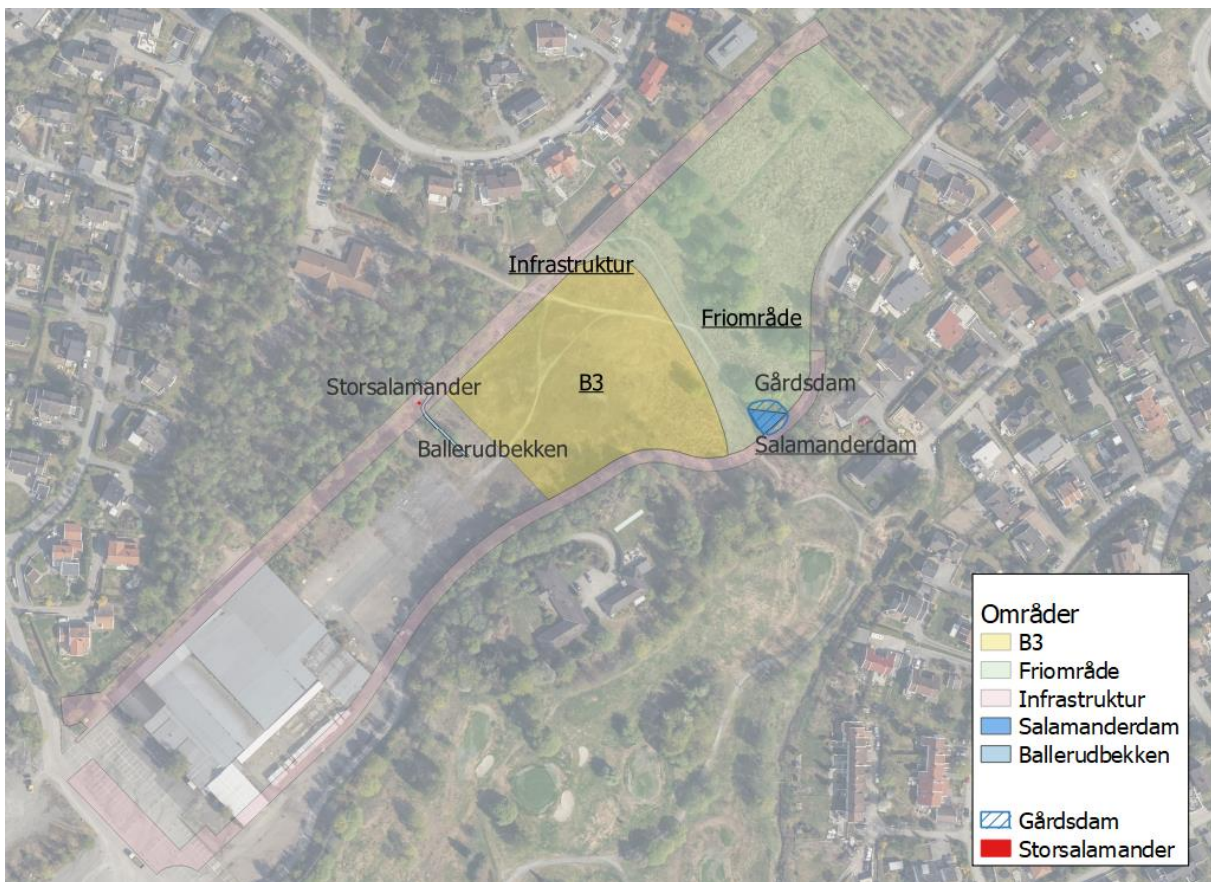 Infrastruktur
Friområde
B3
Storsalamander
Gårdsdam
Ballerudbekken
Salamanderdam
Områder
B3
Friområde
Infrastruktur
Salamanderdam
Ballerudbekken
Gårdsdam
Storsalamander